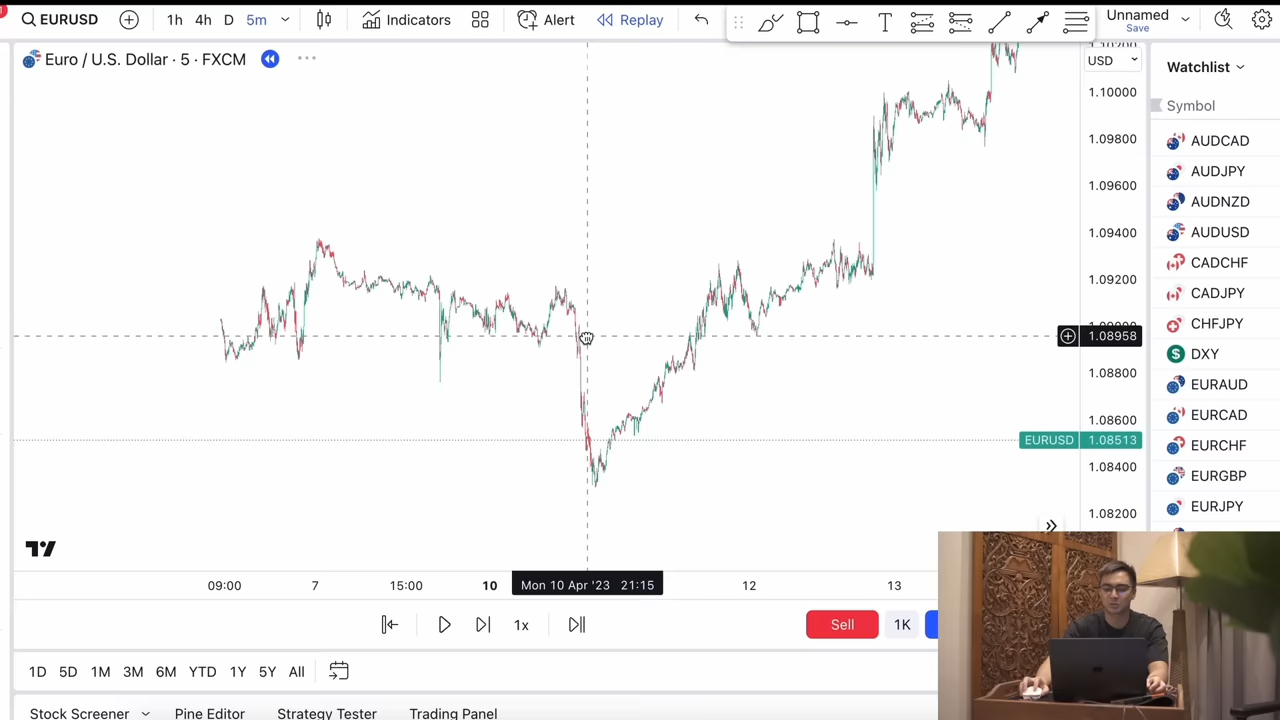 EURUSD 1h 4h D 5m Indicators Alert Replay Unnamed
Save
Euro / U.S. Dollar · 5 · FXCM
USD
1.10200
1.10000
1.09800
1.09600
1.09400
1.09200
1.09000
1.08958
1.08800
1.08600
EURUSD 1.08513
1.08400
1.08200
Watchlist
Symbol
AUDCAD
AUDJPY
AUDNZD
AUDUSD
CADCHF
CADJPY
CHFJPY
DXY
EURAUD
EURCAD
EURCHF
EURGBP
EURJPY
09:00 7 15:00 10 Mon 10 Apr '23 21:15 12 13
1x Sell 1K
1D 5D 1M 3M 6M YTD 1Y 5Y All
Stock Screener Pine Editor Strategy Tester Trading Panel